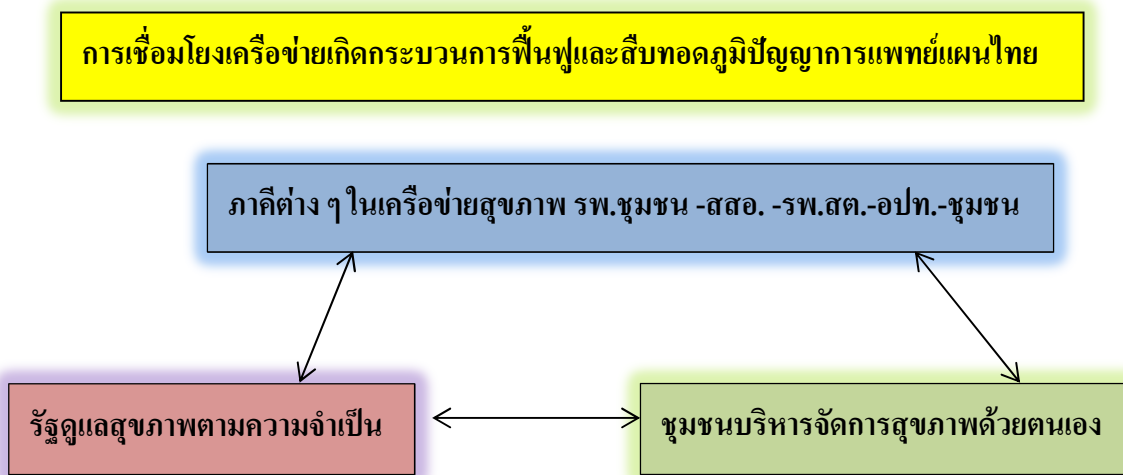 การเชื่อมโยงเครือข่ายเกิดกระบวนการฟื้นฟูและสืบทอดภูมิปัญญาการแพทย์แผนไทย
ภาคีต่าง ๆ ในเครือข่ายสุขภาพ รพ.ชุมชน -สสอ. -รพ.สต.-อปท.-ชุมชน
รัฐดูแลสุขภาพตามความจำเป็น
ชุมชนบริหารจัดการสุขภาพด้วยตนเอง